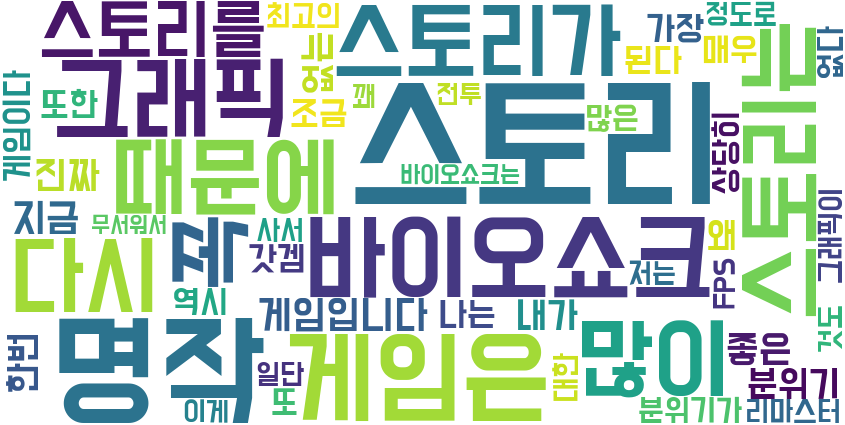 스토리를
최고의
스토리가
가장
정도로
그래픽
없는
된다
매우
없다
게임이다
또한
조금
꽤
전투
많은
스토리는
진짜
때문에
스토리
상당히
바이오쇼크는
지금
무서워서
사서
갓겜
바이오쇼크
저는
왜
FPS
그래픽이
다시
작
역시
게임입니다
나는
내가
것도
한번
명작
게임은
많이
좋은
일단
대한
분위기
또
이게
분위기가
리마스터